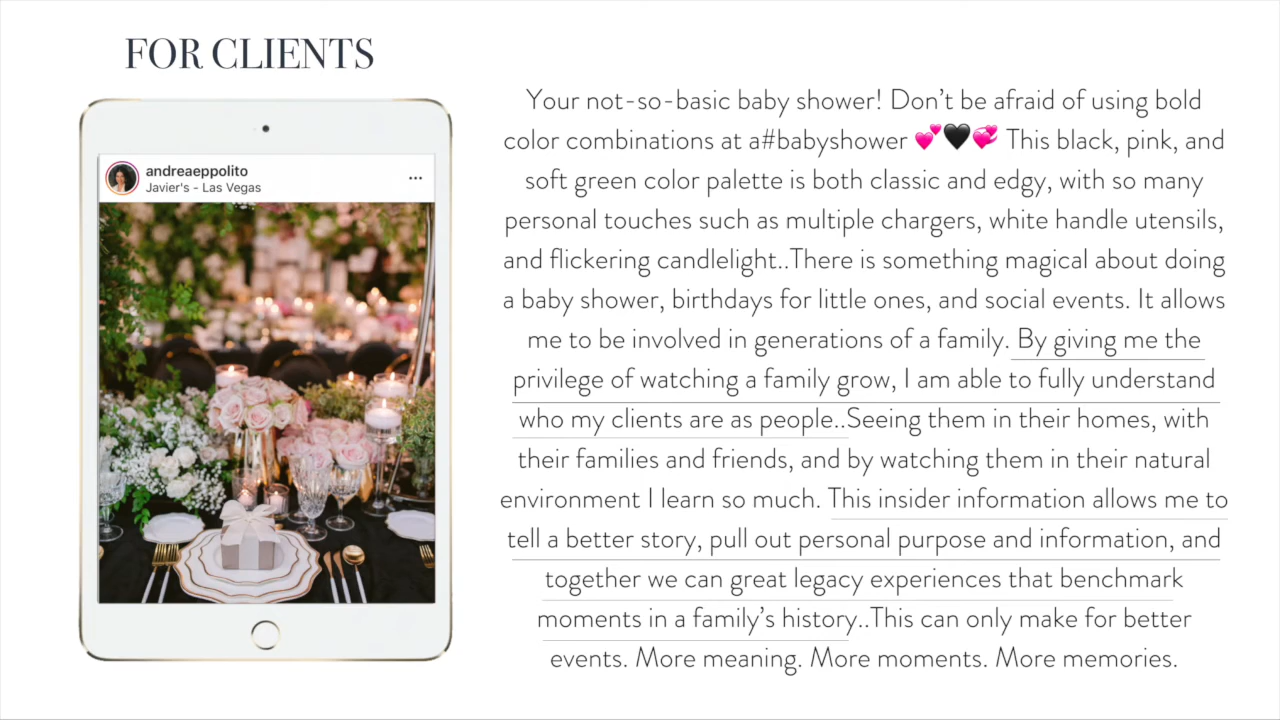 FOR CLIENTS
andreaeppolito
Javier's - Las Vegas
Your not-so-basic baby shower! Don't be afraid of using bold
color combinations at a#babyshower 💕🖤💞 This black, pink, and
soft green color palette is both classic and edgy, with so many
personal touches such as multiple chargers, white handle utensils,
and flickering candlelight..There is something magical about doing
a baby shower, birthdays for little ones, and social events. It allows
me to be involved in generations of a family. By giving me the
privilege of watching a family grow, I am able to fully understand
who my clients are as people..Seeing them in their homes, with
their families and friends, and by watching them in their natural
environment I learn so much. This insider information allows me to
tell a better story, pull out personal purpose and information, and
together we can great legacy experiences that benchmark
moments in a family's history..This can only make for better
events. More meaning. More moments. More memories.